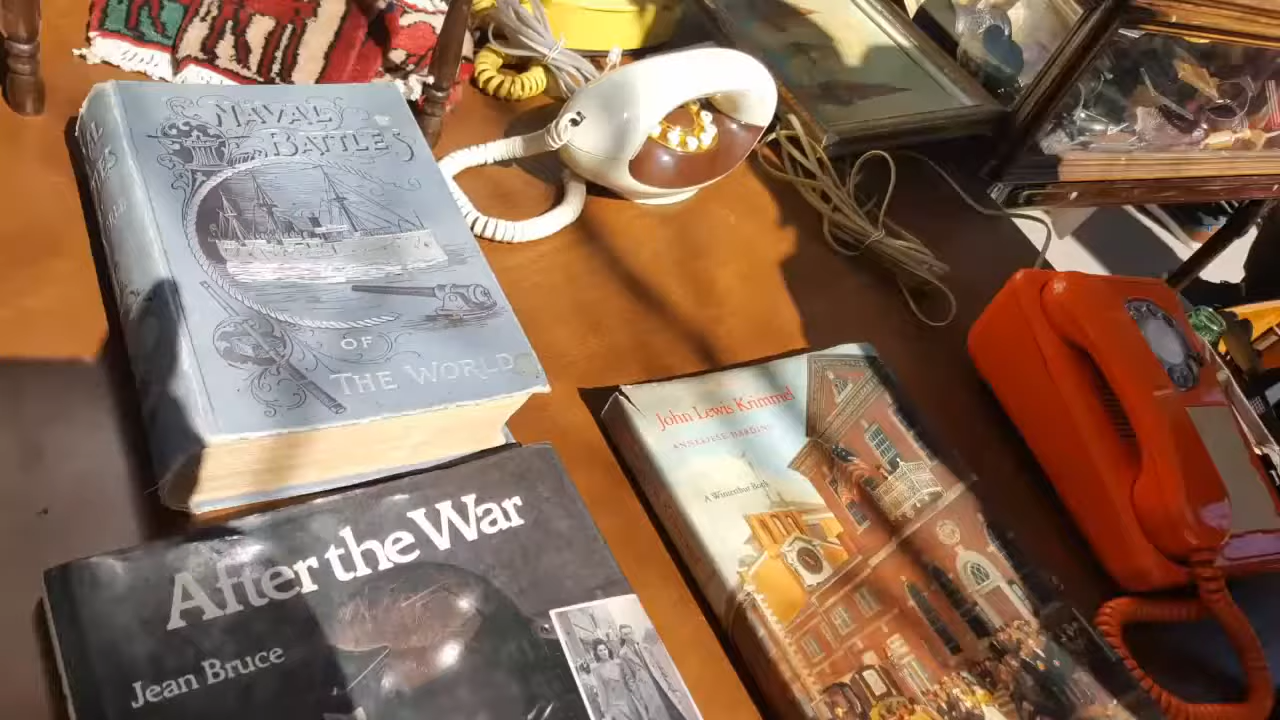 NAVAL
BATTLES
OF
THE WORLD
After the War
Jean Bruce
John Lewis Krimmel
ANNELIESE HARDING
A Winterthur Book